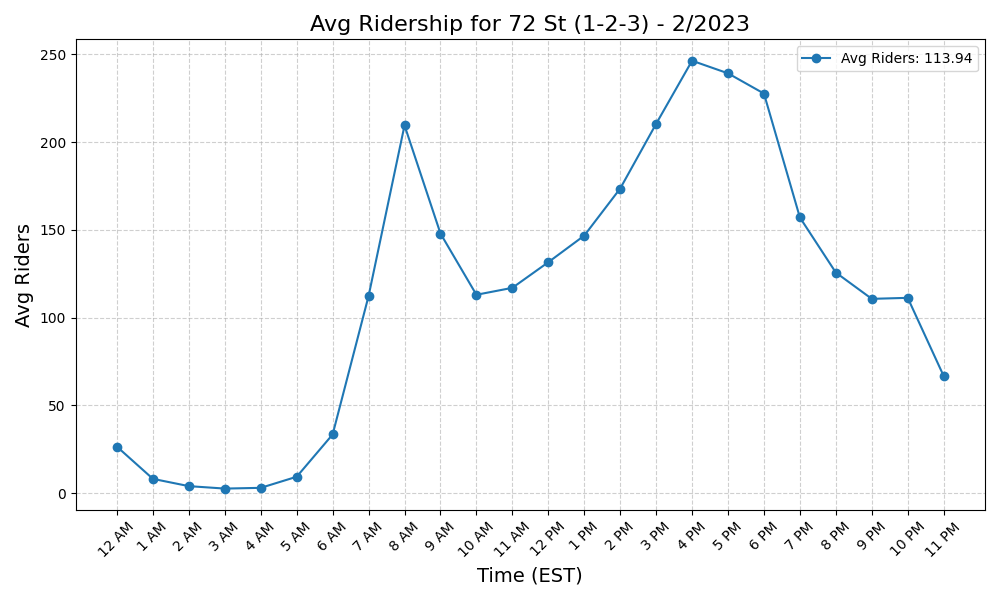 Avg Ridership for 72 St (1-2-3) - 2/2023
Avg Riders: 113.94
Avg Riders
250
200
150
100
50
0
12 AM
1 AM
2 AM
3 AM
4 AM
5 AM
6 AM
7 AM
8 AM
9 AM
10 AM
11 AM
12 PM
1 PM
2 PM
3 PM
4 PM
5 PM
6 PM
7 PM
8 PM
9 PM
10 PM
11 PM
Time (EST)